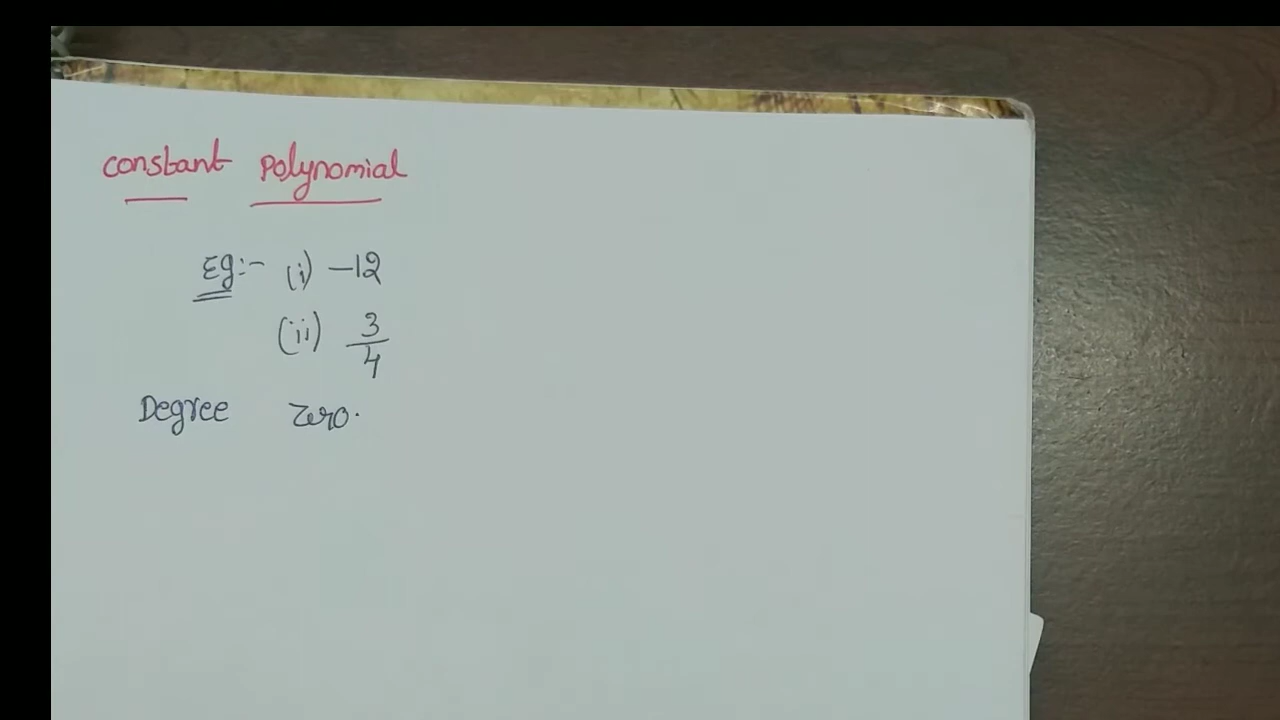 constant polynomial
Eg:- (i) -12
(ii) 3/4
Degree zero.